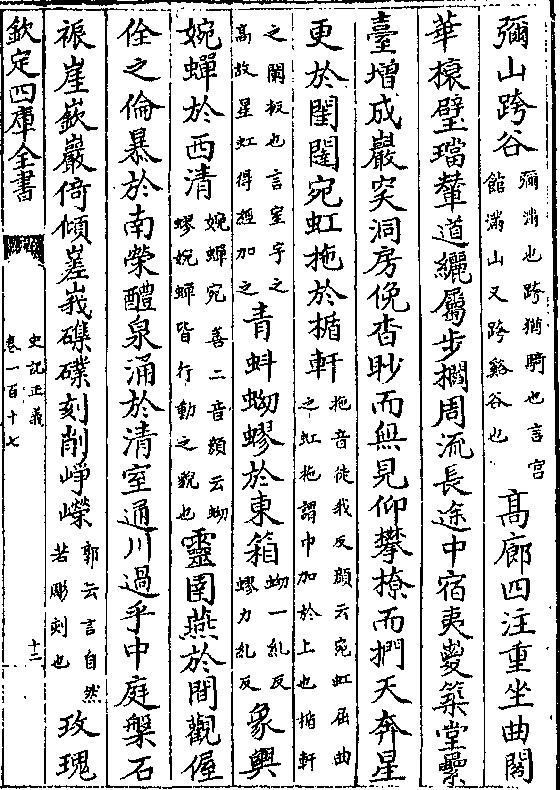 彌山跨谷彌滿也跨猶騎也言宮館滿山又跨谿谷也髙廊四注重坐曲閣
華榱璧璫輦道纚屬步櫩周流長途中宿夷嵏築堂纍
臺增成巖穾洞房俛杳眇而無見仰攀橑而捫天奔星
更於閨闥宛虹拖於楯軒拖音徒我反顔云宛虹屈曲之虹拖謂中加於上也楯軒
之闌板也言室宇之高故星虹得經加之青蚪蚴蟉於東箱蚴一糺反蟉力糺反象輿
婉蟬於西清婉蟬宛善二音顔云蚴蟉婉蟬皆行動之貌也靈圉燕於閒觀偓
佺之倫暴於南榮醴泉涌於清室通川過乎中庭槃石
裖崖嶔巖倚傾嵳峩磼礏刻削崢嶸郭云言自然若彫刻也玫瑰
欽定四庫全書
史記正義
卷一百十七
十二